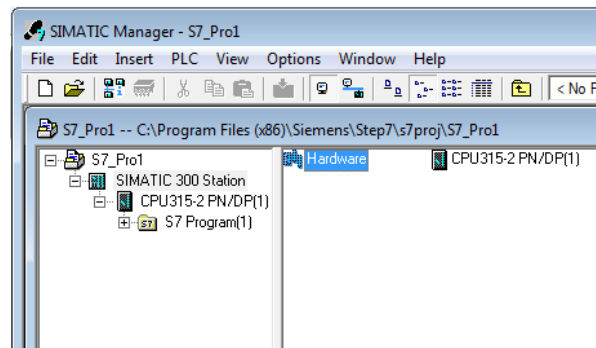 SIMATIC Manager - S7_Pro1
File Edit Insert PLC View Options Window Help
< No F
S7_Pro1 -- C:\Program Files (x86)\Siemens\Step7\s7proj\S7_Pro1
S7_Pro1 Hardware CPU315-2 PN/DP(1)
SIMATIC 300 Station
CPU315-2 PN/DP(1)
S7 Program(1)